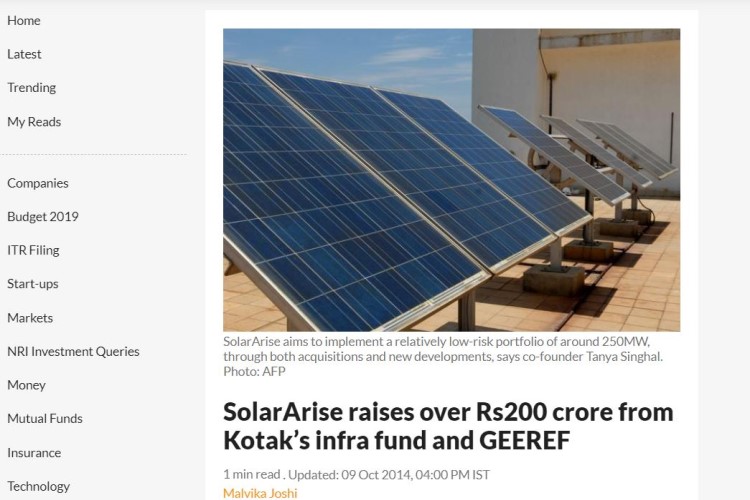 Home
Latest
Trending
My Reads
Companies
Budget 2019
ITR Filing
Start-ups
Markets
NRI Investment Queries
Money
Mutual Funds
Insurance
Technology
SolarArise aims to implement a relatively low-risk portfolio of around 250MW,
through both acquisitions and new developments, says co-founder Tanya Singhal.
Photo: AFP
SolarArise raises over Rs200 crore from
Kotak’s infra fund and GEEREF
1 min read . Updated: 09 Oct 2014, 04:00 PM IST
Malvika Joshi